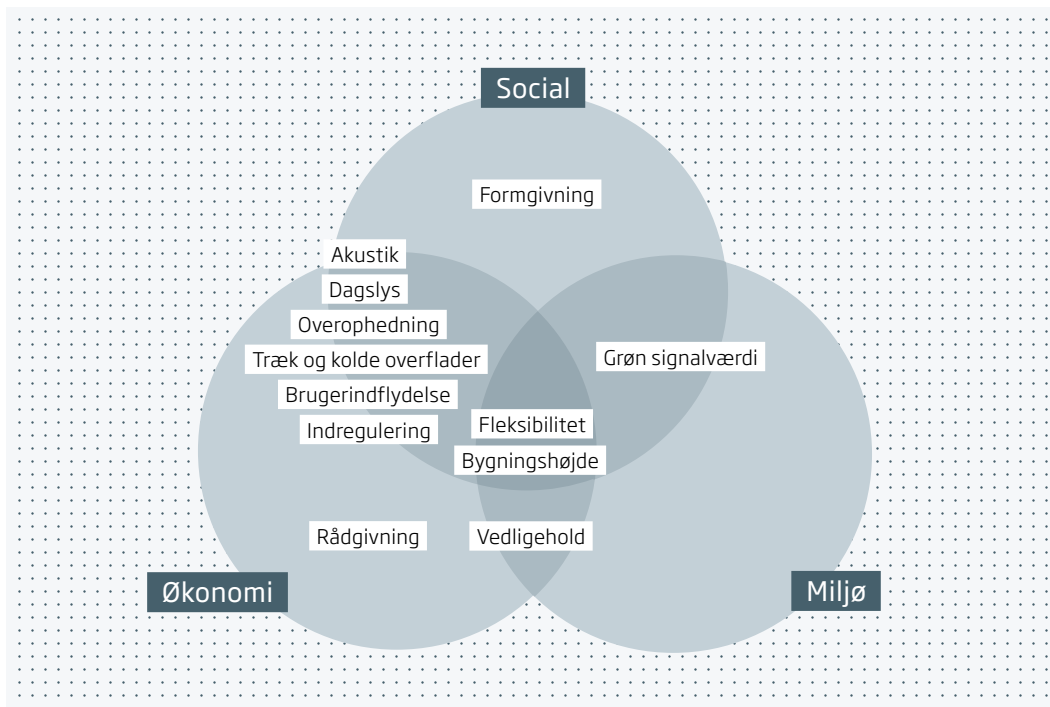 Social
Formgivning
Akustik
Dagslys
Overophedning
Træk og kolde overflader
Grøn signalværdi
Brugerindflydelse
Indregulering
Fleksibilitet
Bygningshøjde
Rådgivning
Vedligehold
Økonomi
Miljø